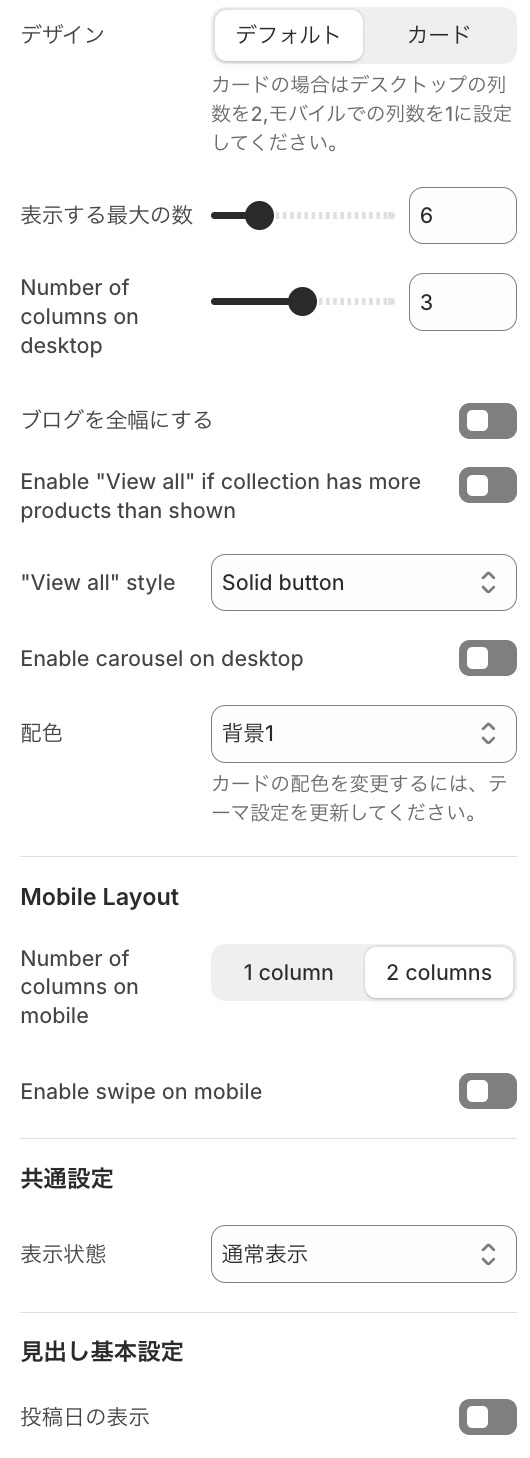 デザイン
デフォルト
カード
カードの場合はデスクトップの列
数を2,モバイルでの列数を1に設定
してください。
表示する最大の数
6
Number of
columns on
desktop
3
ブログを全幅にする
Enable "View all" if collection has more
products than shown
"View all" style
Solid button
Enable carousel on desktop
配色
背景1
カードの配色を変更するには、テ
ーマ設定を更新してください。
Mobile Layout
Number of
columns on
mobile
1 column
2 columns
Enable swipe on mobile
共通設定
表示状態
通常表示
見出し基本設定
投稿日の表示